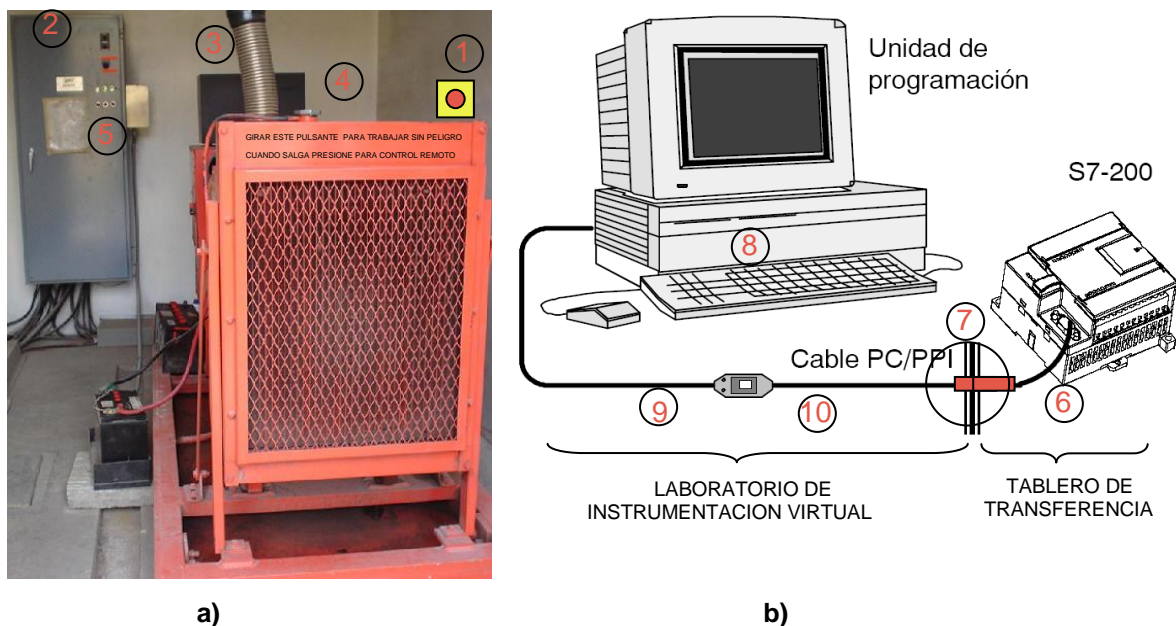 2
3
4
1
5
GIRAR ESTE PULSANTE PARA TRABAJAR SIN PELIGRO
CUANDO SALGA PRESIONE PARA CONTROL REMOTO
a)
Unidad de
programación
S7-200
8
7
Cable PC/PPI
9
10
6
LABORATORIO DE
INSTRUMENTACION VIRTUAL
TABLERO DE
TRANSFERENCIA
b)